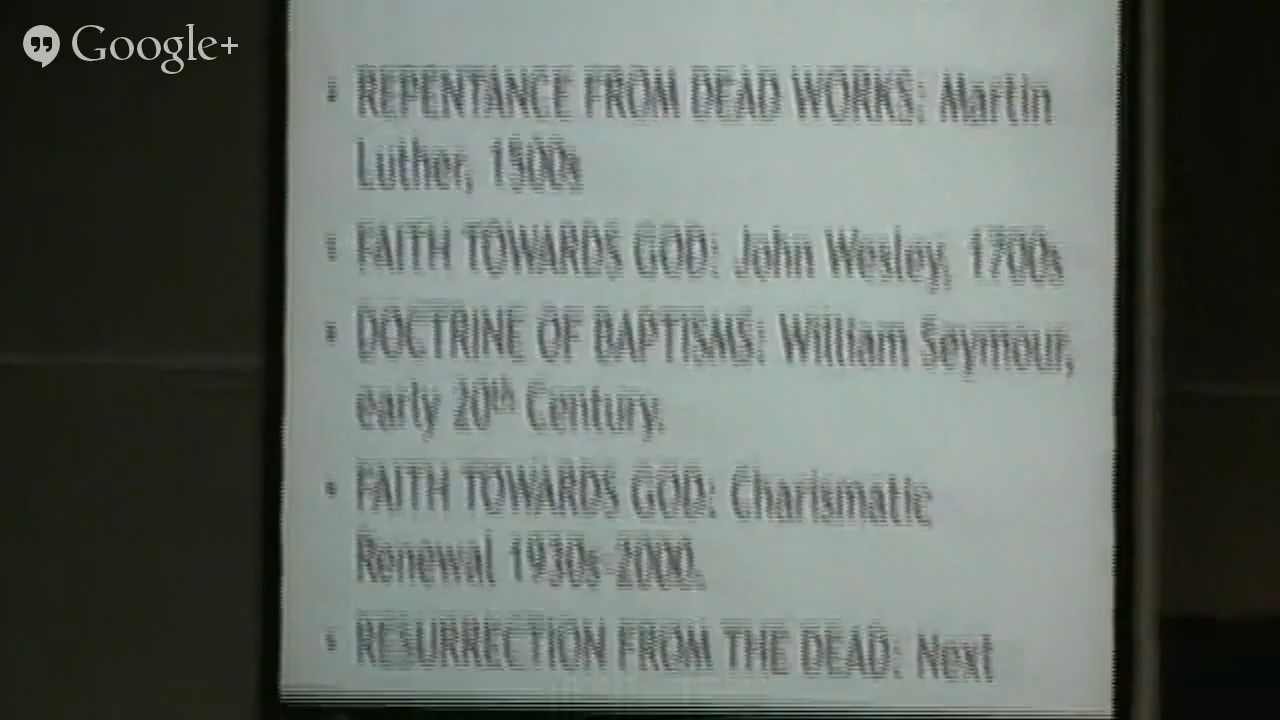 Google+
• REPENTANCE FROM DEAD WORKS: Martin
Luther, 1500s
• FAITH TOWARDS GOD: John Wesley, 1700s
• DOCTRINE OF BAPTISMS: William Seymour,
early 20th Century.
• FAITH TOWARDS GOD: Charismatic
Renewal 1930s-2000.
• RESURRECTION FROM THE DEAD: Next